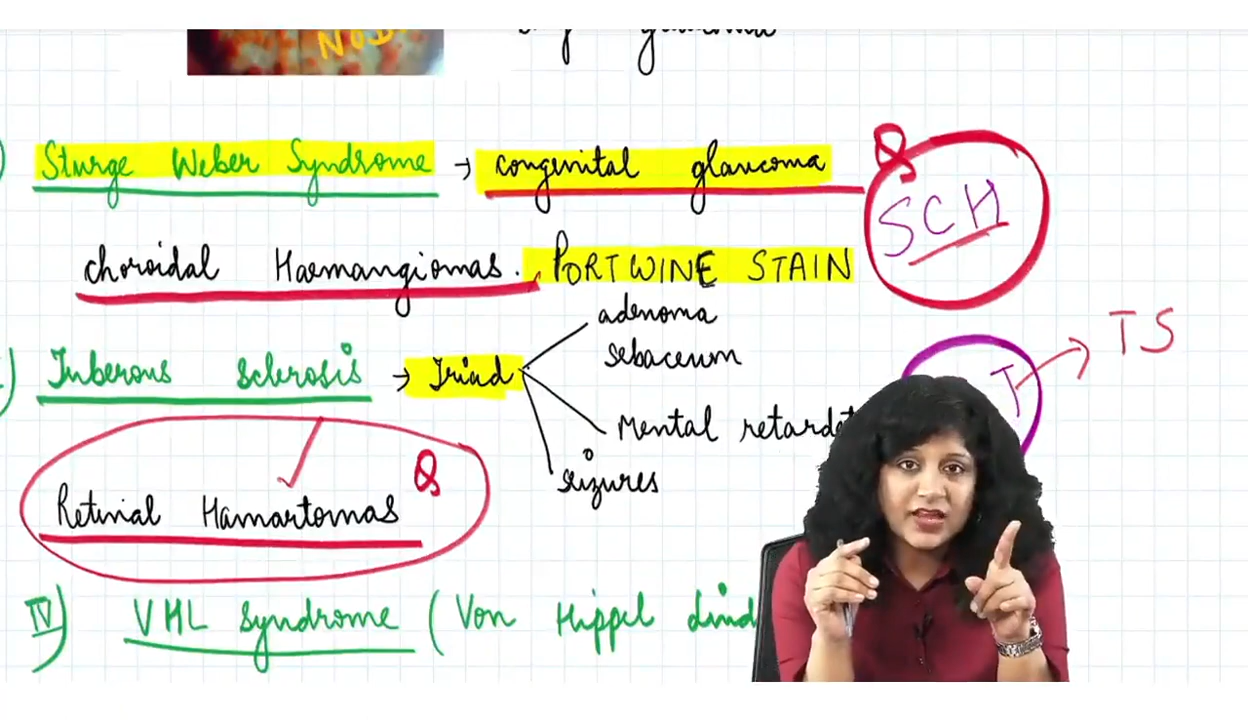 NOD
Sturge Weber Syndrome → congenital glaucoma
Q
SCH
choroidal Haemangiomas. PORTWINE STAIN
Tuberous sclerosis → Triad
adenoma
sebaceum
Mental retardat
seizures
T → TS
Retinal Hamartomas Q
IV) VHL syndrome (Von Hippel Lind